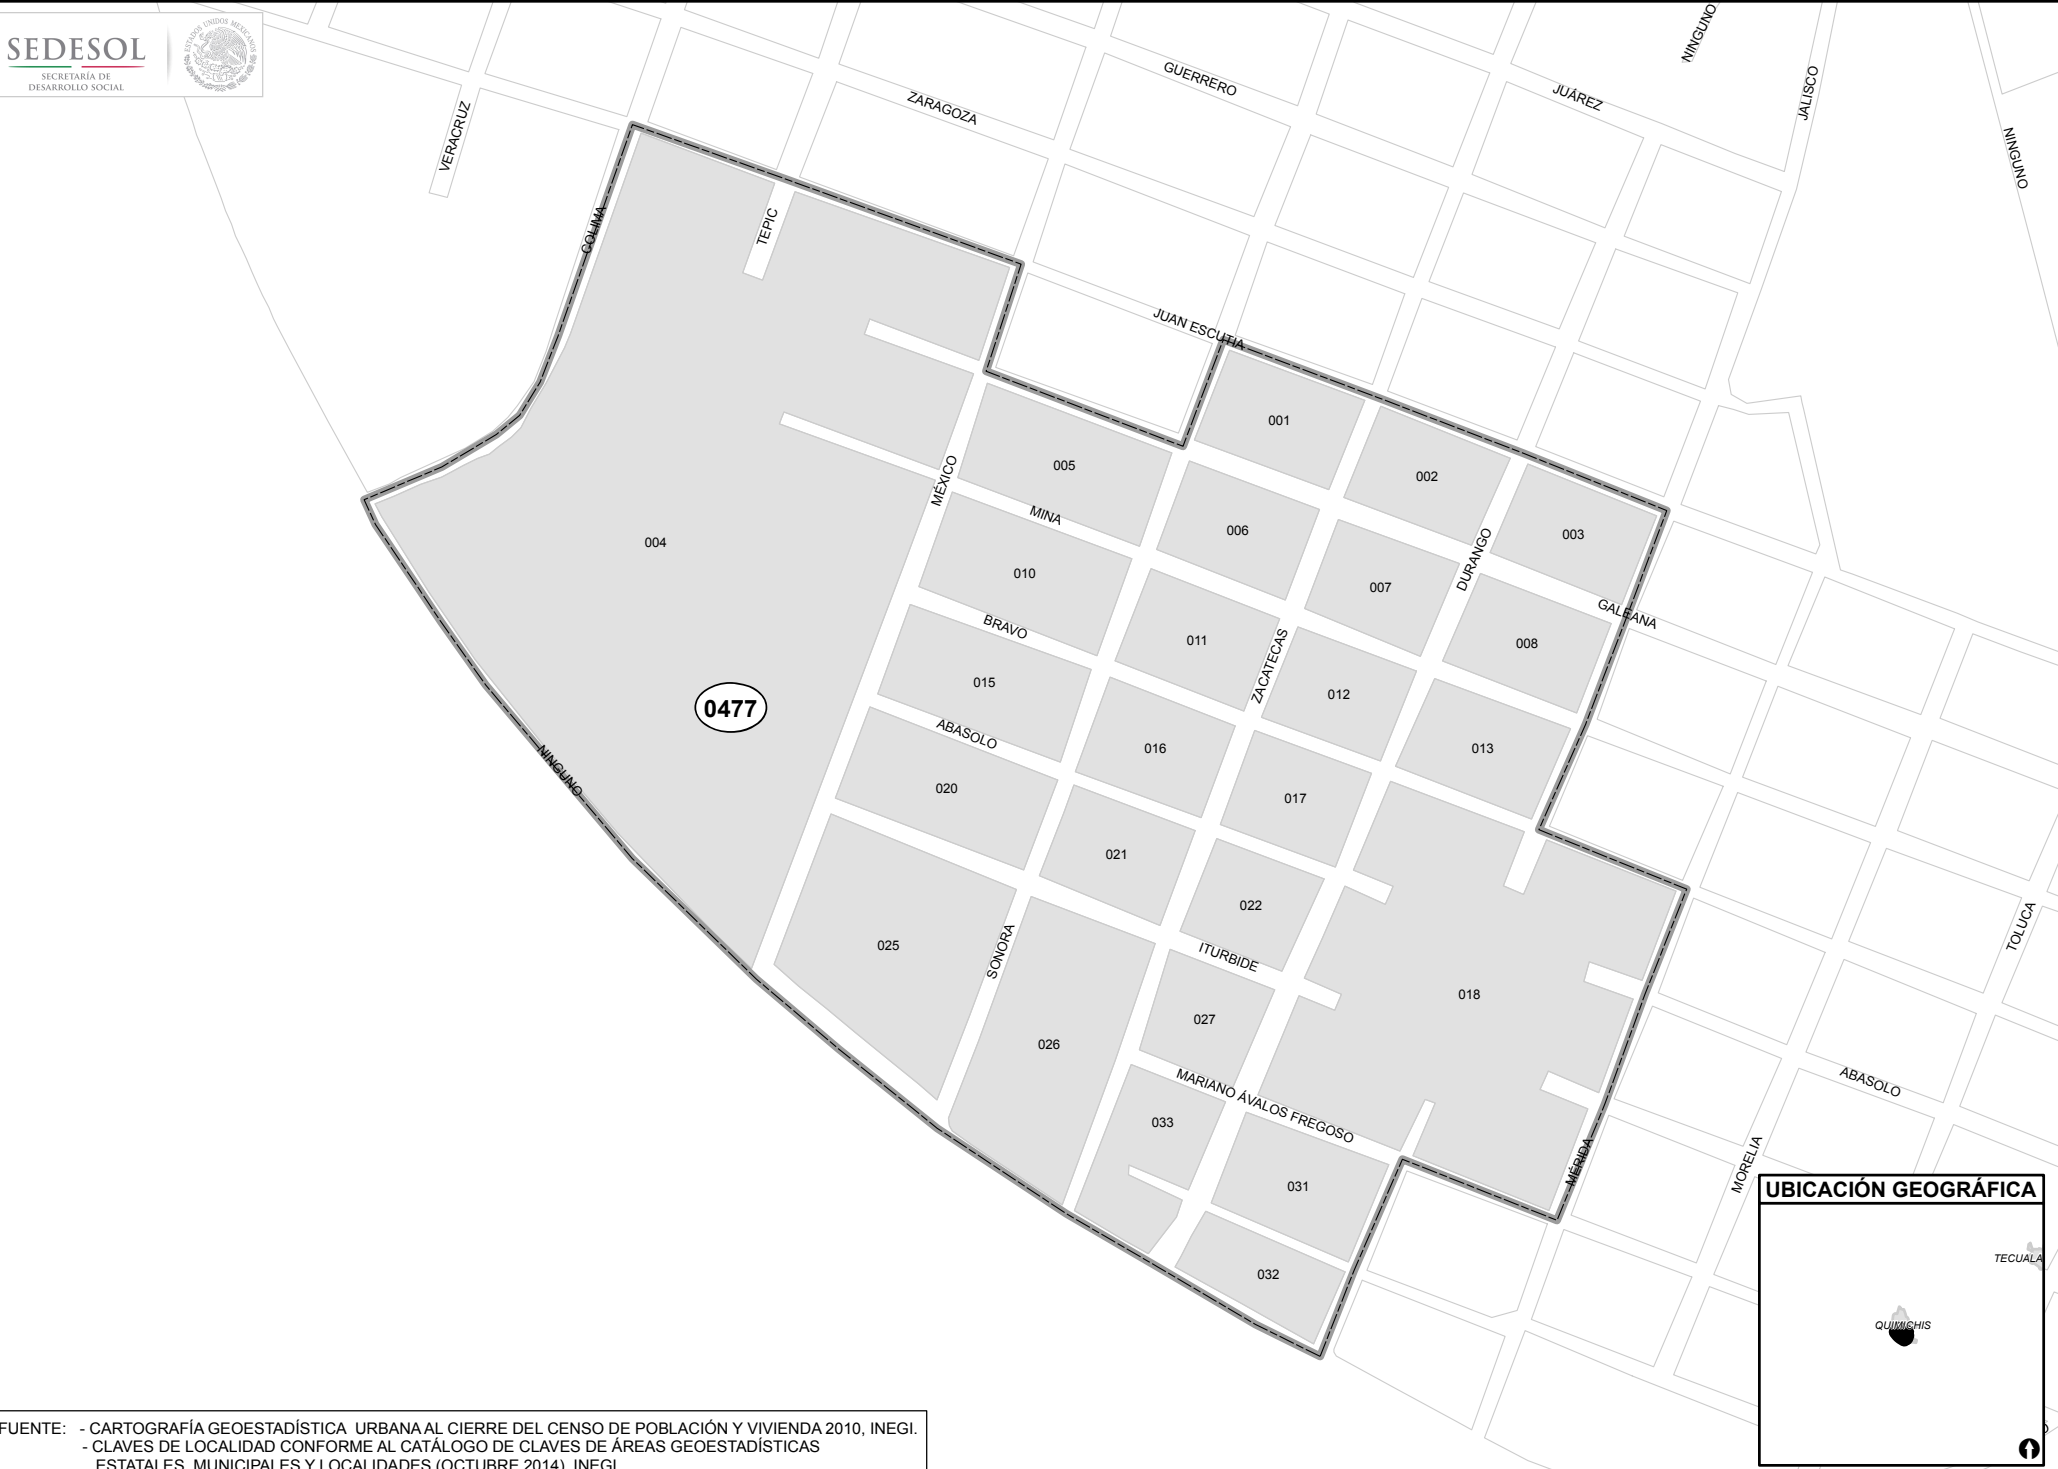 SEDESOL
SECRETARÍA DE
DESARROLLO SOCIAL
ESTADOS UNIDOS MEXICANOS
VERACRUZ
ZARAGOZA
GUERRERO
JUÁREZ
NINGUNO
JALISCO
NINGUNO
COLIMA
TEPIC
JUAN ESCUTIA
001
002
003
004
005
006
007
008
MÉXICO
MINA
DURANGO
GALEANA
010
011
012
013
BRAVO
ZACATECAS
0477
015
016
017
018
ABASOLO
NINGUNO
020
021
022
TOLUCA
025
SONORA
ITURBIDE
026
027
MARIANO ÁVALOS FREGOSO
033
031
032
ABASOLO
MÉRIDA
MORELIA
UBICACIÓN GEOGRÁFICA
TECUALA
QUIMICHIS
FUENTE: - CARTOGRAFÍA GEOESTADÍSTICA URBANA AL CIERRE DEL CENSO DE POBLACIÓN Y VIVIENDA 2010, INEGI.
- CLAVES DE LOCALIDAD CONFORME AL CATÁLOGO DE CLAVES DE ÁREAS GEOESTADÍSTICAS
ESTATALES, MUNICIPALES Y LOCALIDADES (OCTUBRE 2014), INEGI